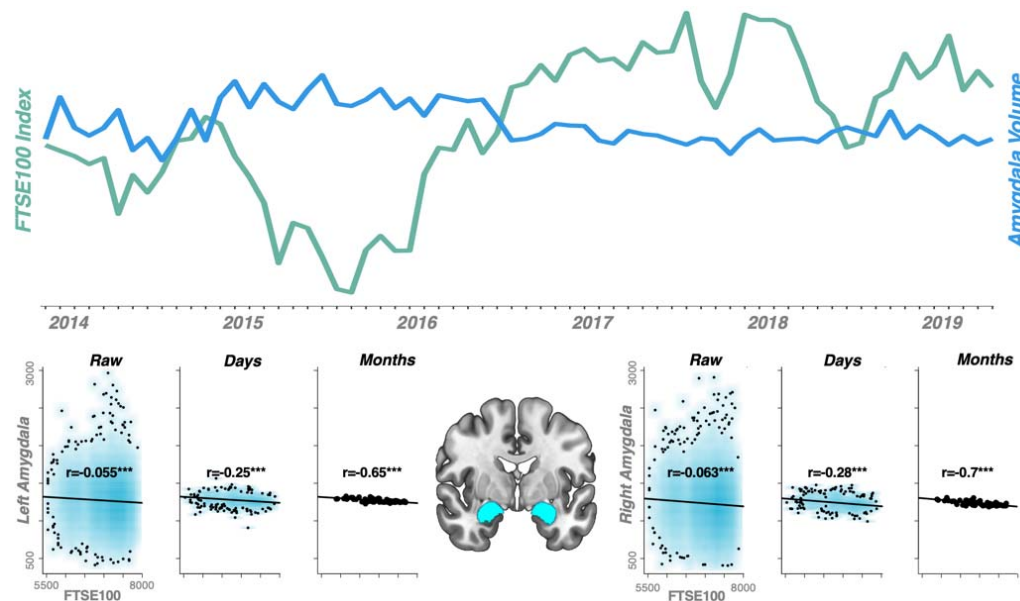 FTSE100 Index
Amygdala Volume
2014 2015 2016 2017 2018 2019
Raw Days Months
Left Amygdala
3000
500
r=-0.055*** r=-0.25*** r=-0.65***
5500 8000
FTSE100
Raw Days Months
Right Amygdala
3000
500
r=-0.063*** r=-0.28*** r=-0.7***
5500 8000
FTSE100